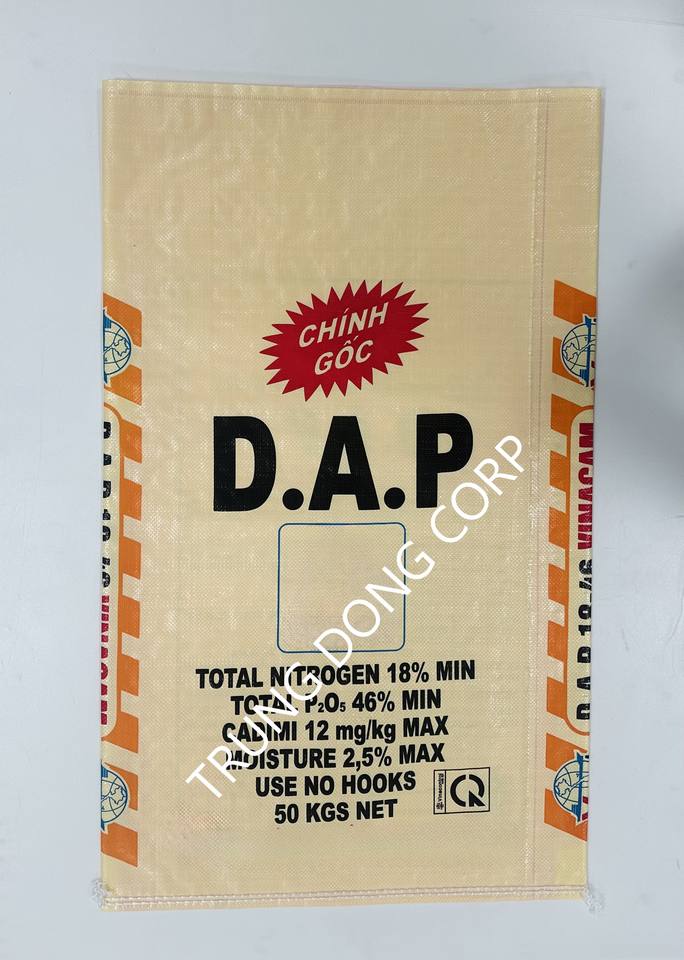 CHÍNH
GỐC
D.A.P
TOTAL NITROGEN 18% MIN
TOTAL P₂O₅ 46% MIN
CADIMI 12 mg/kg MAX
MOISTURE 2,5% MAX
USE NO HOOKS
50 KGS NET
TRUNG DONG CORP
D.A.P 18-46 VINACAM
D.A.P 18-46 VINACAM